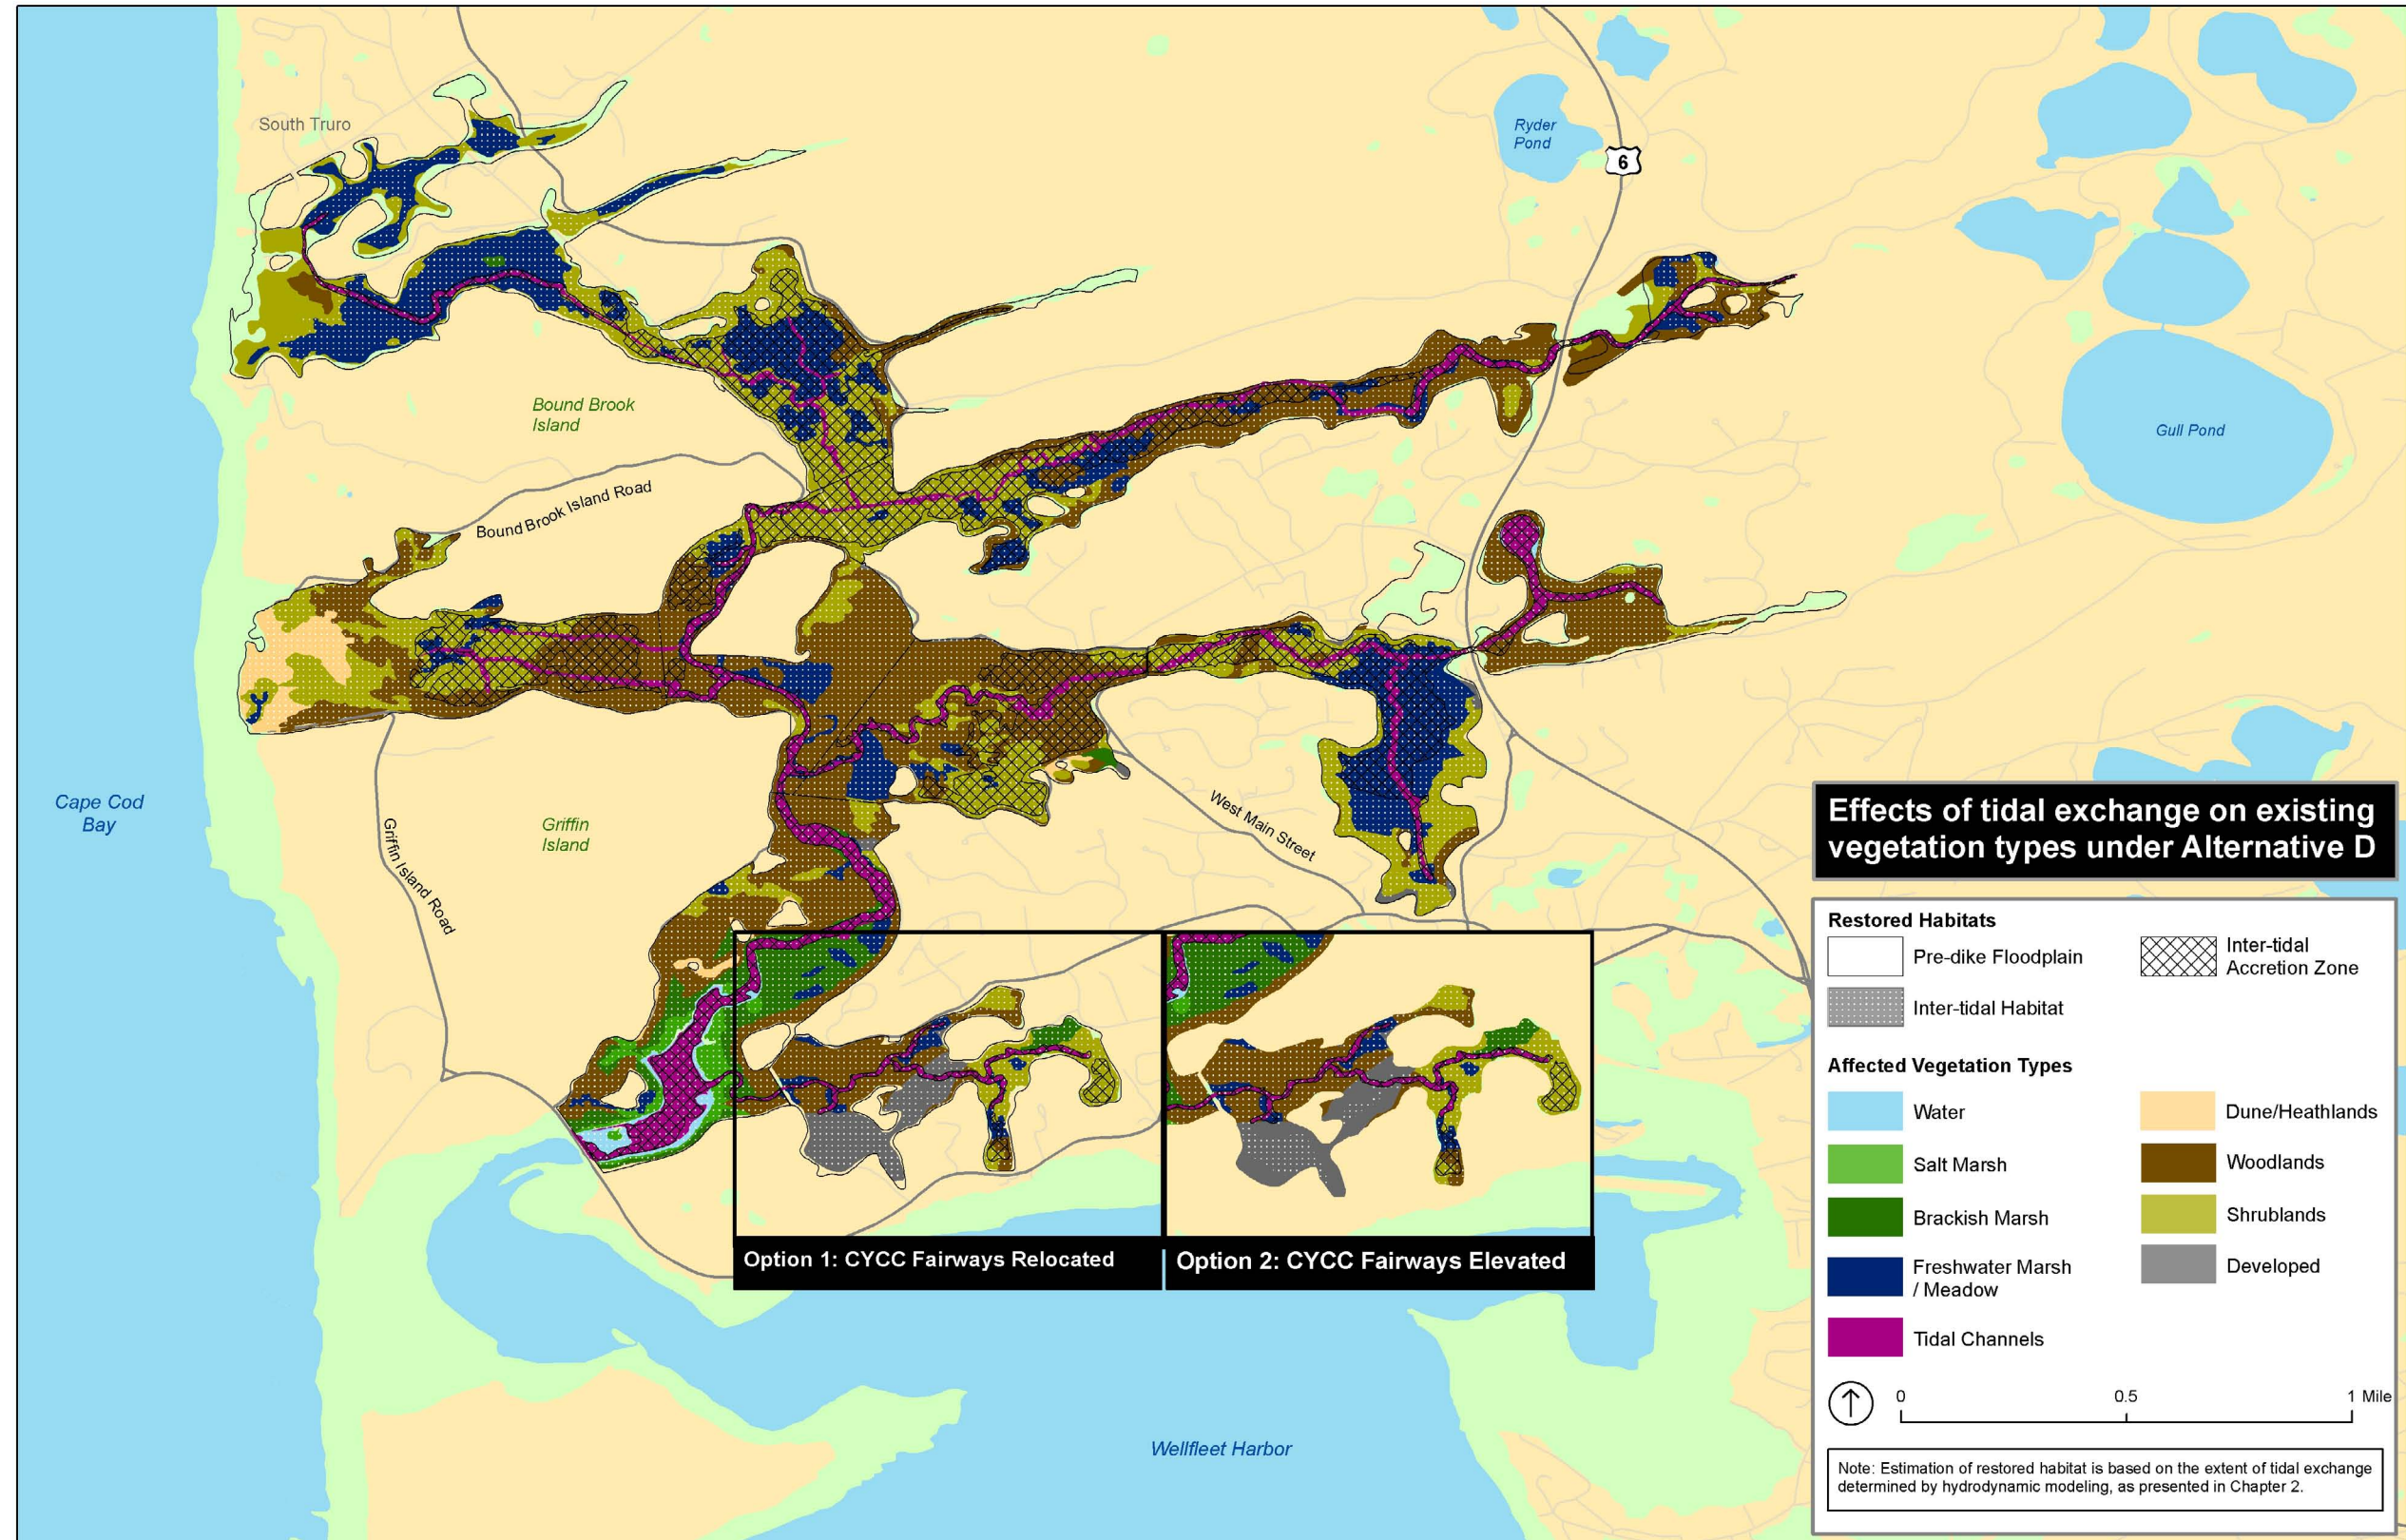 South Truro
Ryder
Pond
6
Bound Brook
Island
Gull Pond
Bound Brook Island Road
Cape Cod
Bay
Griffin
Island
Griffin Island Road
West Main Street
Effects of tidal exchange on existing
vegetation types under Alternative D
Restored Habitats
Pre-dike Floodplain
Inter-tidal
Accretion Zone
Inter-tidal Habitat
Affected Vegetation Types
Water
Dune/Heathlands
Salt Marsh
Woodlands
Brackish Marsh
Shrublands
Freshwater Marsh
/ Meadow
Developed
Tidal Channels
0 0.5 1 Mile
Note: Estimation of restored habitat is based on the extent of tidal exchange
determined by hydrodynamic modeling, as presented in Chapter 2.
Option 1: CYCC Fairways Relocated
Option 2: CYCC Fairways Elevated
Wellfleet Harbor